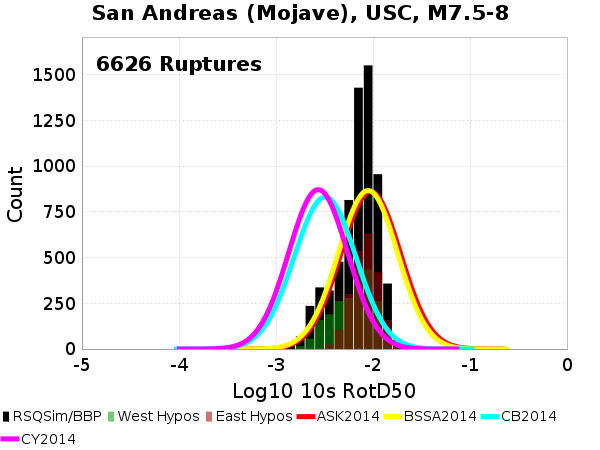 San Andreas (Mojave), USC, M7.5-8
6626 Ruptures
Count
1500
1250
1000
750
500
250
0
-5 -4 -3 -2 -1 0
Log10 10s RotD50
RSQSim/BBP West Hypos East Hypos ASK2014 BSSA2014 CB2014
CY2014